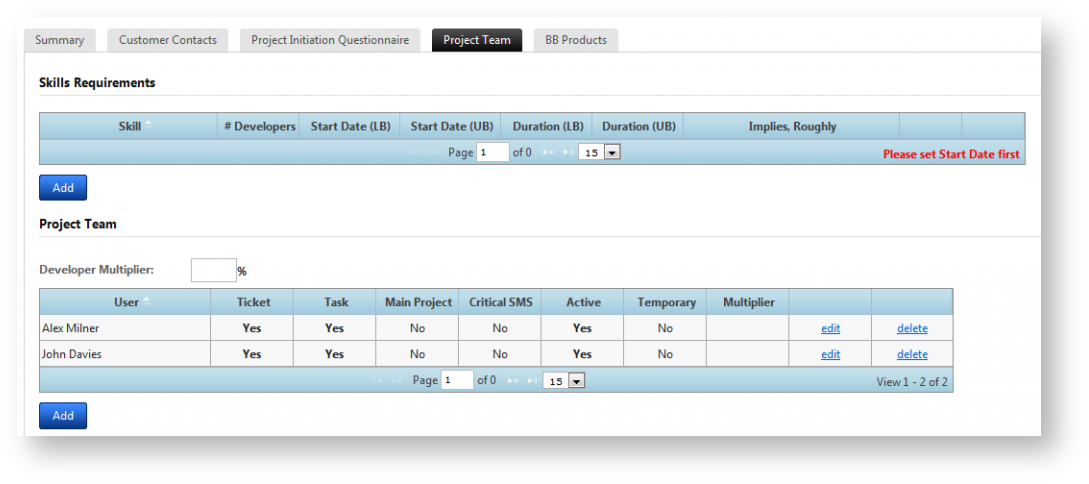 Summary Customer Contacts Project Initiation Questionnaire Project Team BB Products
Skills Requirements
Skill # Developers Start Date (LB) Start Date (UB) Duration (LB) Duration (UB) Implies, Roughly
Page 1 of 0 15 Please set Start Date first
Add
Project Team
Developer Multiplier: %
User Ticket Task Main Project Critical SMS Active Temporary Multiplier
Alex Milner Yes Yes No No Yes No edit delete
John Davies Yes Yes No No Yes No edit delete
Page 1 of 0 15 View 1 - 2 of 2
Add